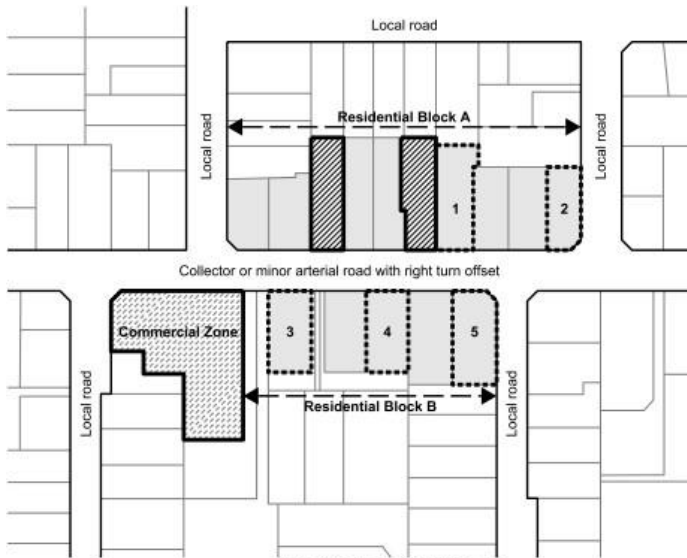 Local road
Local road
Residential Block A
Local road
1
2
Collector or minor arterial road with right turn offset
Commercial Zone
3
4
5
Local road
Residential Block B
Local road